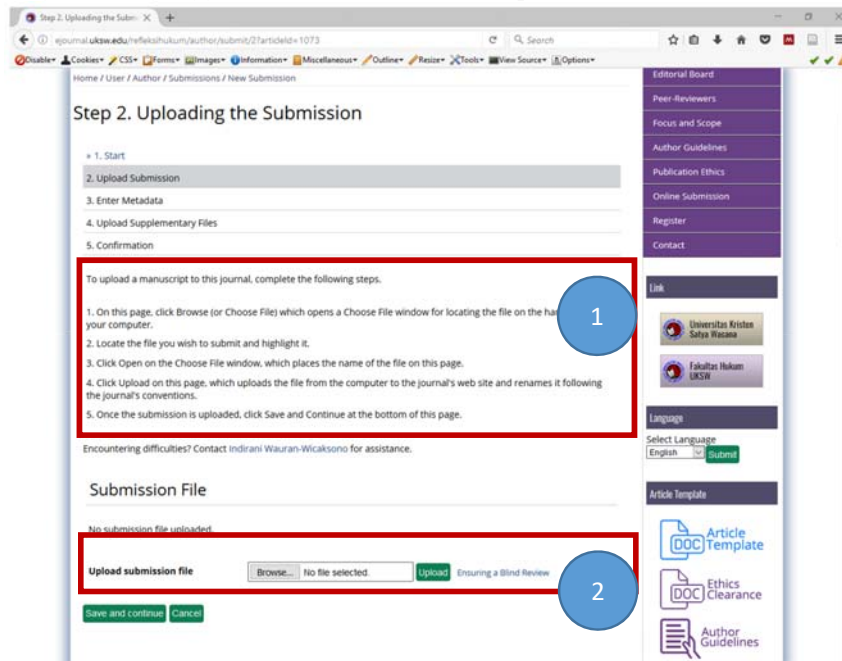 Step 2. Uploading the Subm
ejournal.uksw.edu/refleksihukum/author/submit/2?articleId=1073
Search
Disable Cookies CSS Forms Images Information Miscellaneous Outline Resize Tools View Source Options
Home / User / Author / Submissions / New Submission
Step 2. Uploading the Submission
» 1. Start
2. Upload Submission
3. Enter Metadata
4. Upload Supplementary Files
5. Confirmation
To upload a manuscript to this journal, complete the following steps.
1. On this page, click Browse (or Choose File) which opens a Choose File window for locating the file on the
your computer.
2. Locate the file you wish to submit and highlight it.
3. Click Open on the Choose File window, which places the name of the file on this page.
4. Click Upload on this page, which uploads the file from the computer to the journal's web site and renames it following
the journal's conventions.
5. Once the submission is uploaded, click Save and Continue at the bottom of this page.
1
Encountering difficulties? Contact Indirani Wauran-Wicaksono for assistance.
Submission File
No submission file uploaded.
Upload submission file Browse... No file selected. Upload Ensuring a Blind Review
2
Save and continue Cancel
Editorial Board
Peer-Reviewers
Focus and Scope
Author Guidelines
Publication Ethics
Online Submission
Register
Contact
Link
Universitas Kristen
Satya Wacana
Fakultas Hukum
UKSW
Language
Select Language
English Submit
Article Template
DOC Article
Template
DOC Ethics
Clearance
Author
Guidelines